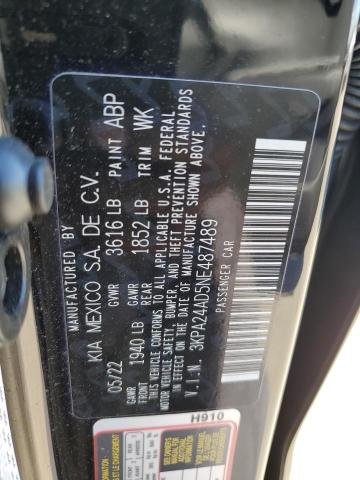 MANUFACTURED BY:
KIA MEXICO S.A. DE C.V.
05/22 GVWR 3616 LB PAINT ABP
GAWR FRONT 1940 LB GAWR REAR 1852 LB TRIM WK
THIS VEHICLE CONFORMS TO ALL APPLICABLE U.S.A. FEDERAL
MOTOR VEHICLE SAFETY, BUMPER, AND THEFT PREVENTION STANDARDS
IN EFFECT ON THE DATE OF MANUFACTURE SHOWN ABOVE.
V.I.N. 3KPA24AD5NE487489
PASSENGER CAR
H910